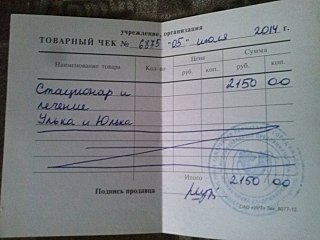 учреждение, организация
ТОВАРНЫЙ ЧЕК № 6875 "05" июля 2014 г.
Наименование товара Кол-во Цена Сумма
руб. коп. руб. коп.
Стационар и 2150 00
лечение
Улька и Юлька
Итого 2150 00
Подпись продавца